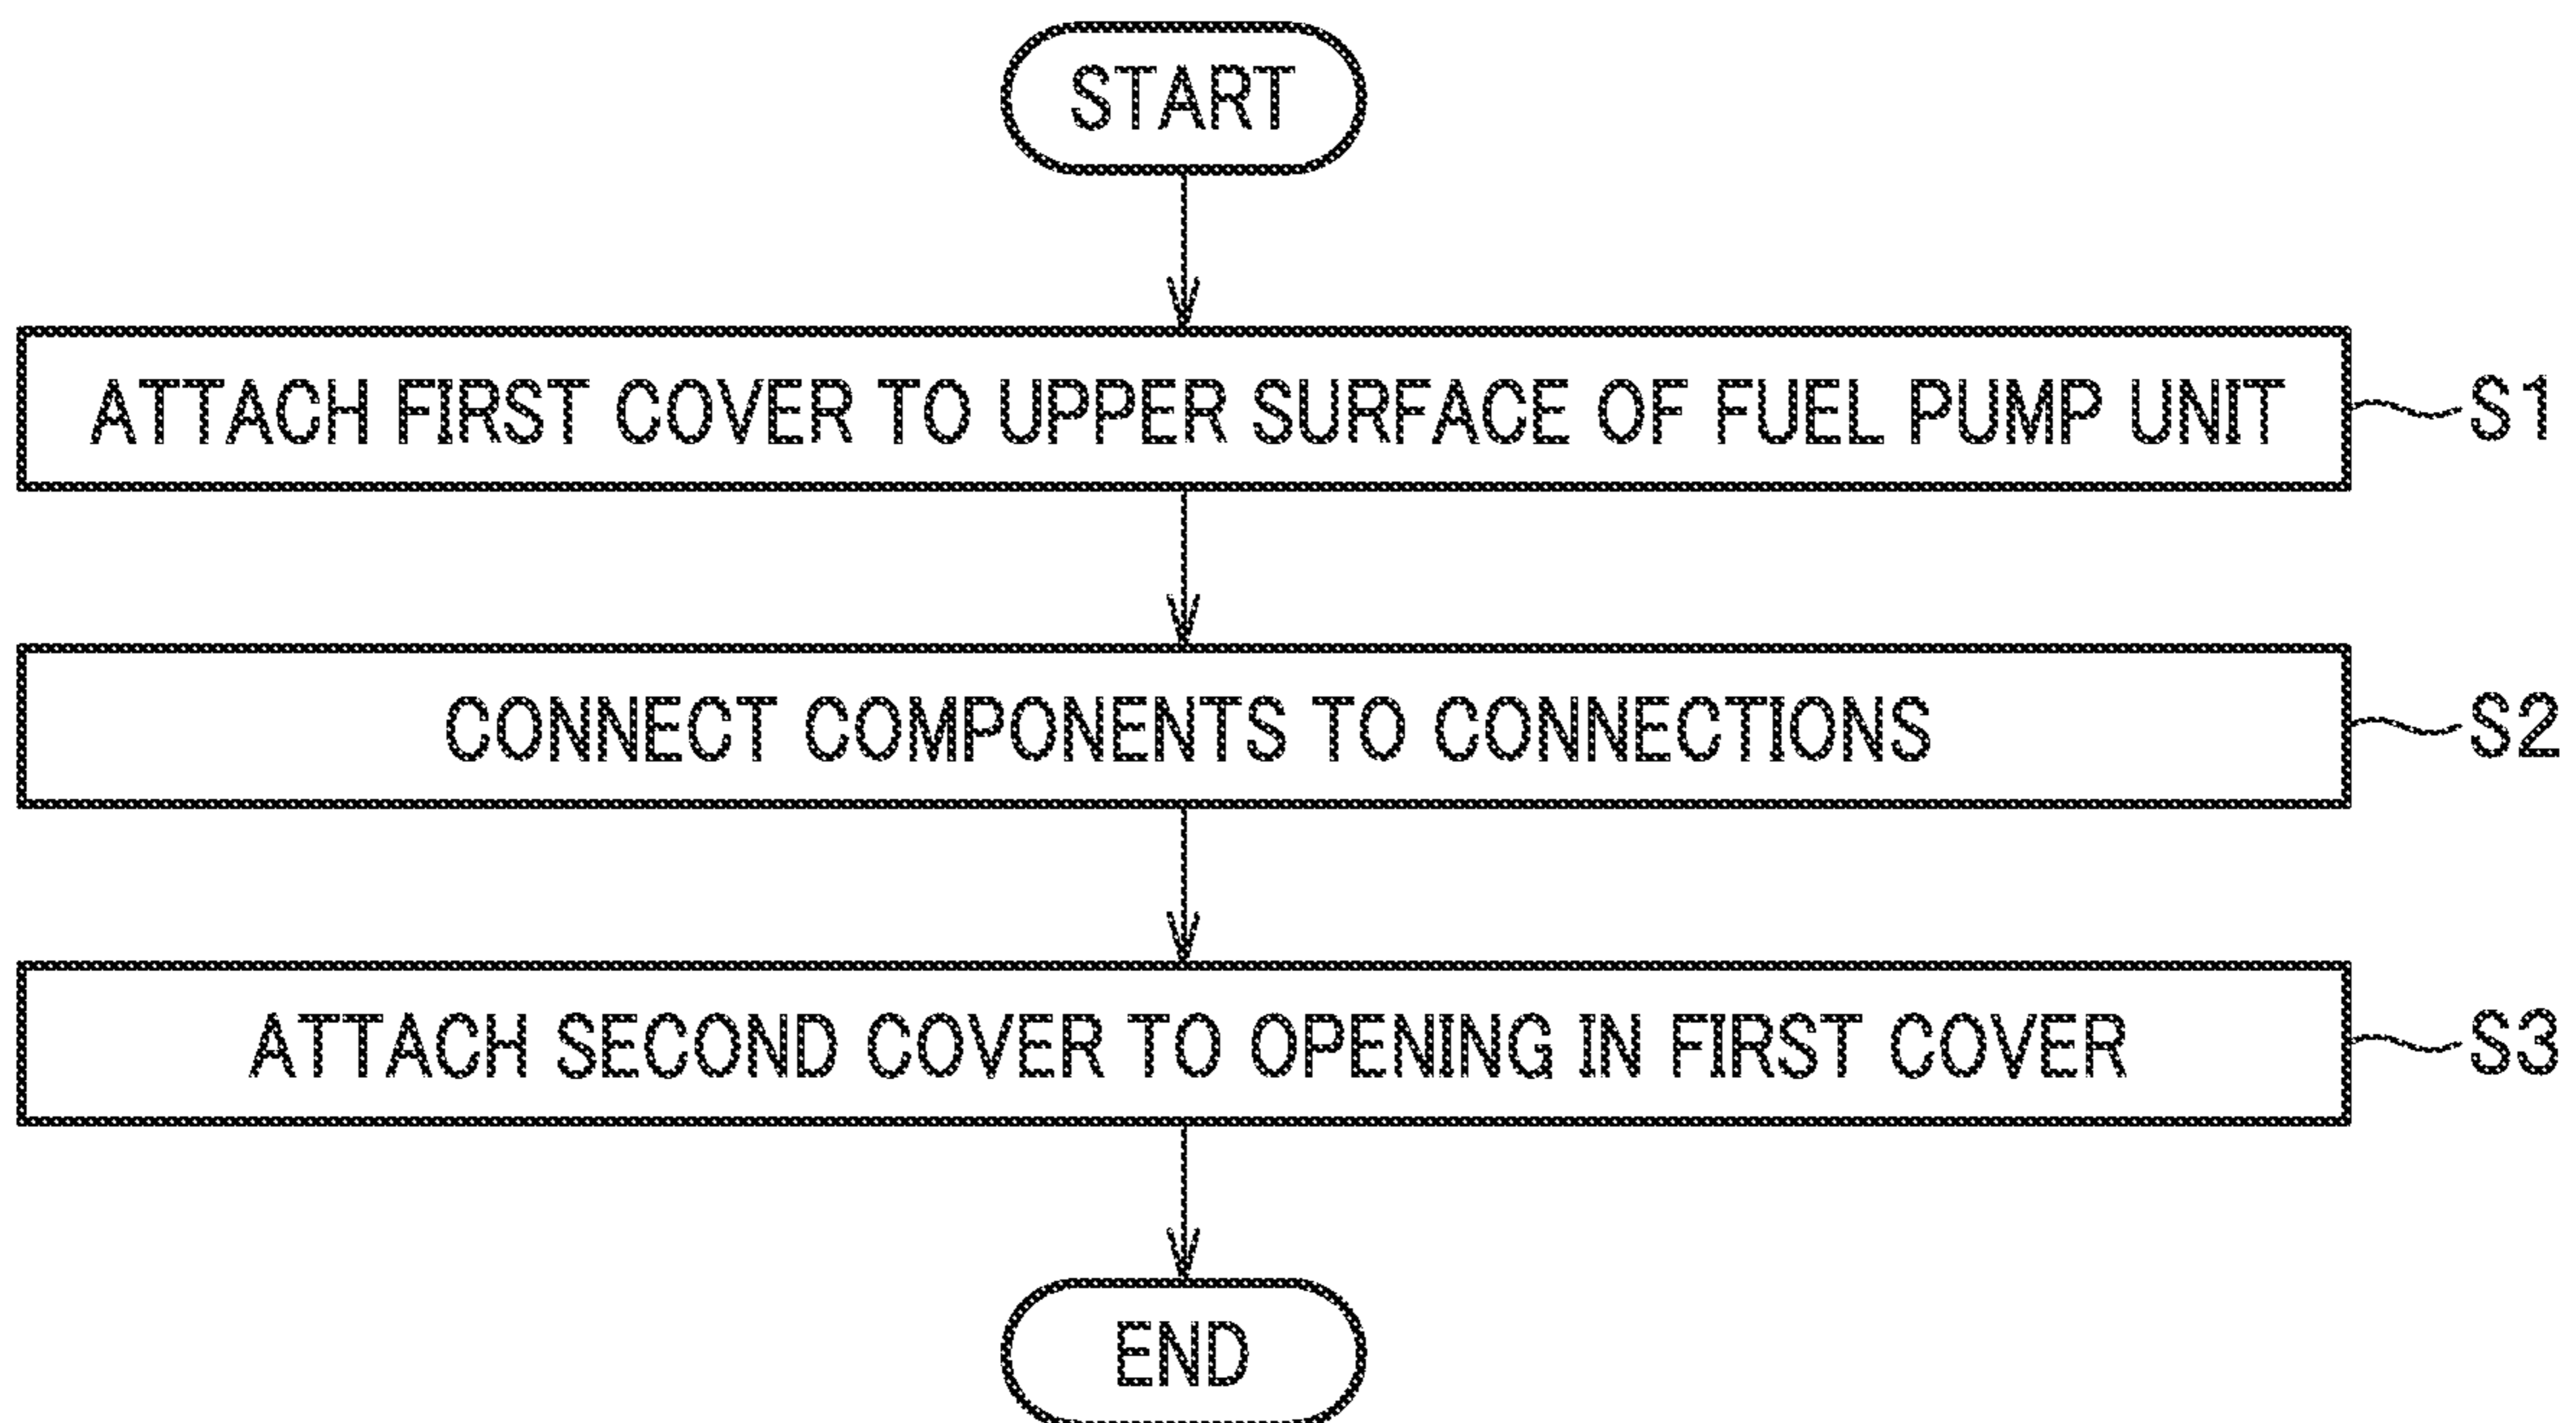 START
ATTACH FIRST COVER TO UPPER SURFACE OF FUEL PUMP UNIT S1
CONNECT COMPONENTS TO CONNECTIONS S2
ATTACH SECOND COVER TO OPENING IN FIRST COVER S3
END